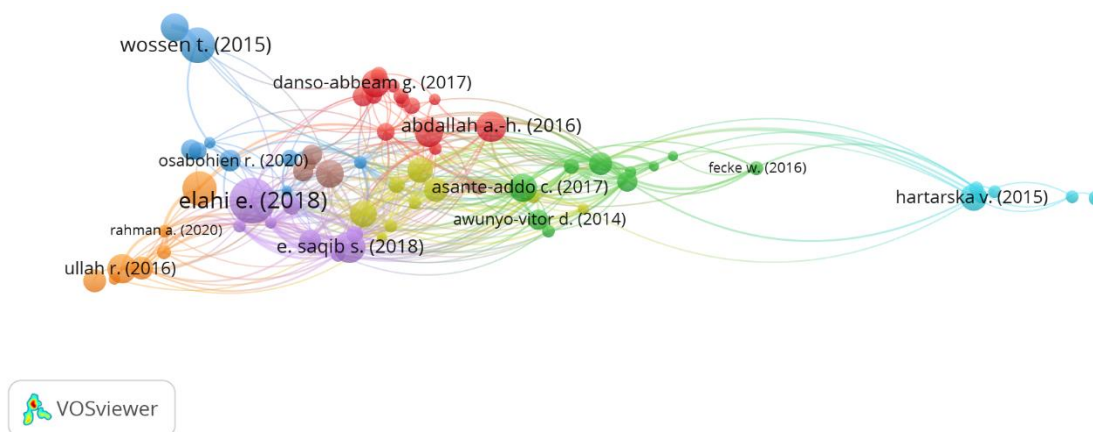 wossen t. (2015)
danso-abbeam g. (2017)
abdallah a.-h. (2016)
osabohien r. (2020)
fecke w. (2016)
asante-addo c. (2017)
elahi e. (2018)
hartarska v. (2015)
awunyo-vitor d. (2014)
rahman a. (2020)
e. saqib s. (2018)
ullah r. (2016)
VOSviewer